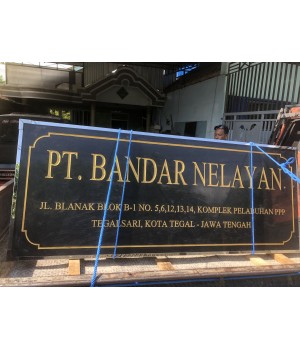 PT. BANDAR NELAYAN
JL. BLANAK BLOK B-1 NO. 5,6,12,13,14, KOMPLEK PELABUHAN PPP
TEGALSARI, KOTA TEGAL - JAWA TENGAH